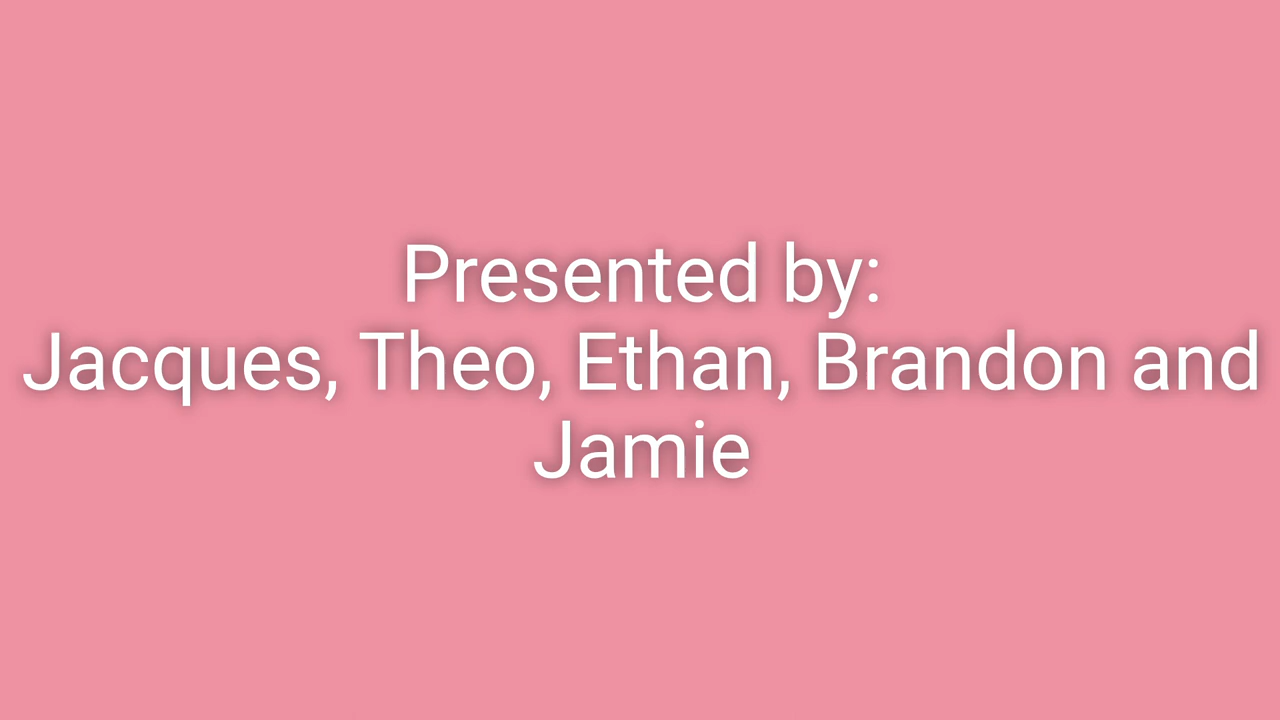 Presented by:
Jacques, Theo, Ethan, Brandon and
Jamie